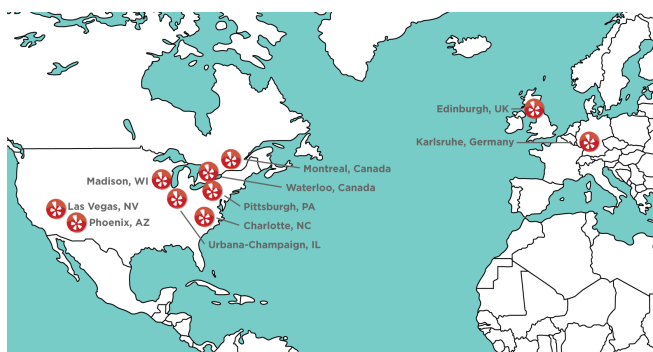 Edinburgh, UK
Karlsruhe, Germany
Montreal, Canada
Madison, WI
Waterloo, Canada
Las Vegas, NV
Pittsburgh, PA
Phoenix, AZ
Charlotte, NC
Urbana-Champaign, IL